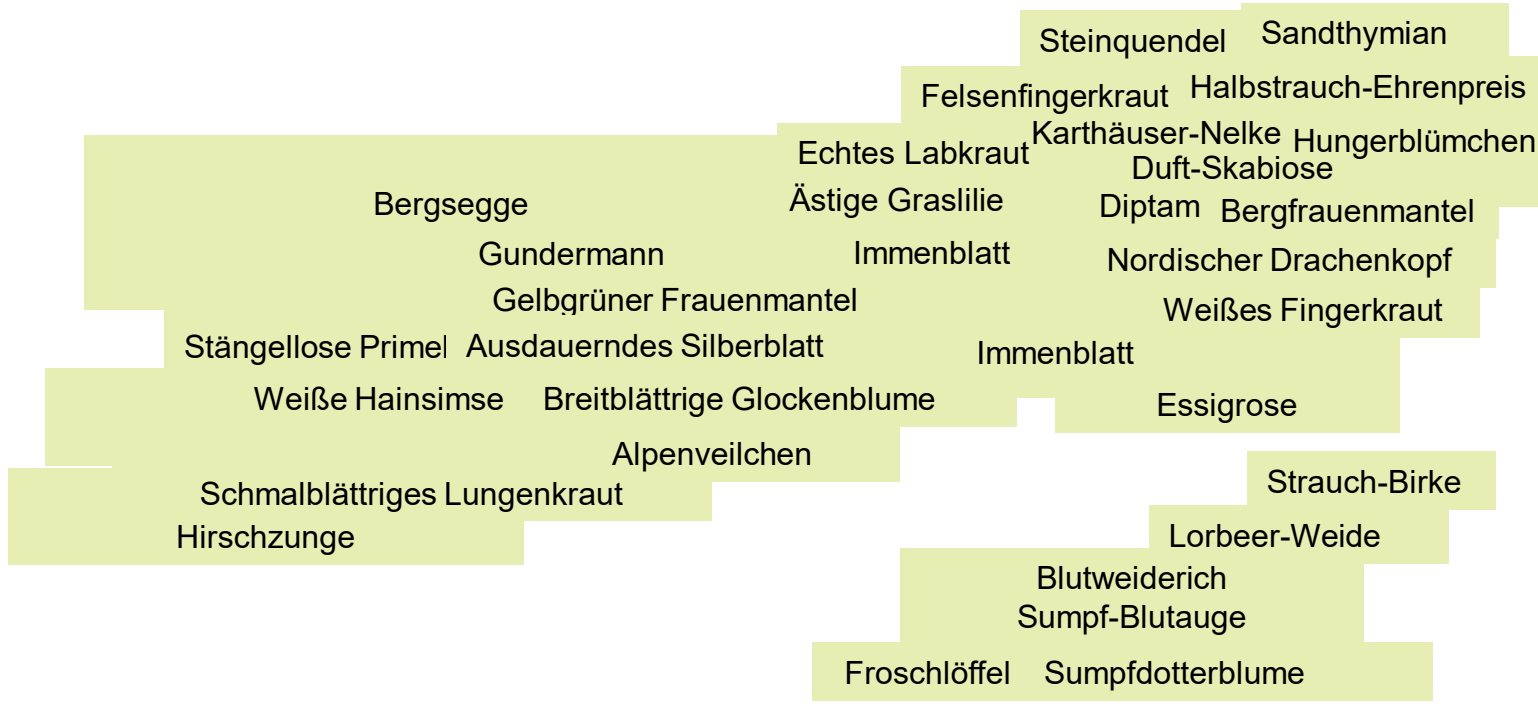 Steinquendel Sandthymian
Felsenfingerkraut Halbstrauch-Ehrenpreis
Echtes Labkraut Karthäuser-Nelke Hungerblümchen
Duft-Skabiose
Bergsegge Ästige Graslilie Diptam Bergfrauenmantel
Gundermann Immenblatt Nordischer Drachenkopf
Gelbgrüner Frauenmantel Weißes Fingerkraut
Stängellose Primel Ausdauerndes Silberblatt Immenblatt
Weiße Hainsimse Breitblättrige Glockenblume Essigrose
Alpenveilchen
Strauch-Birke
Schmalblättriges Lungenkraut
Hirschzunge Lorbeer-Weide
Blutweiderich
Sumpf-Blutauge
Froschlöffel Sumpfdotterblume